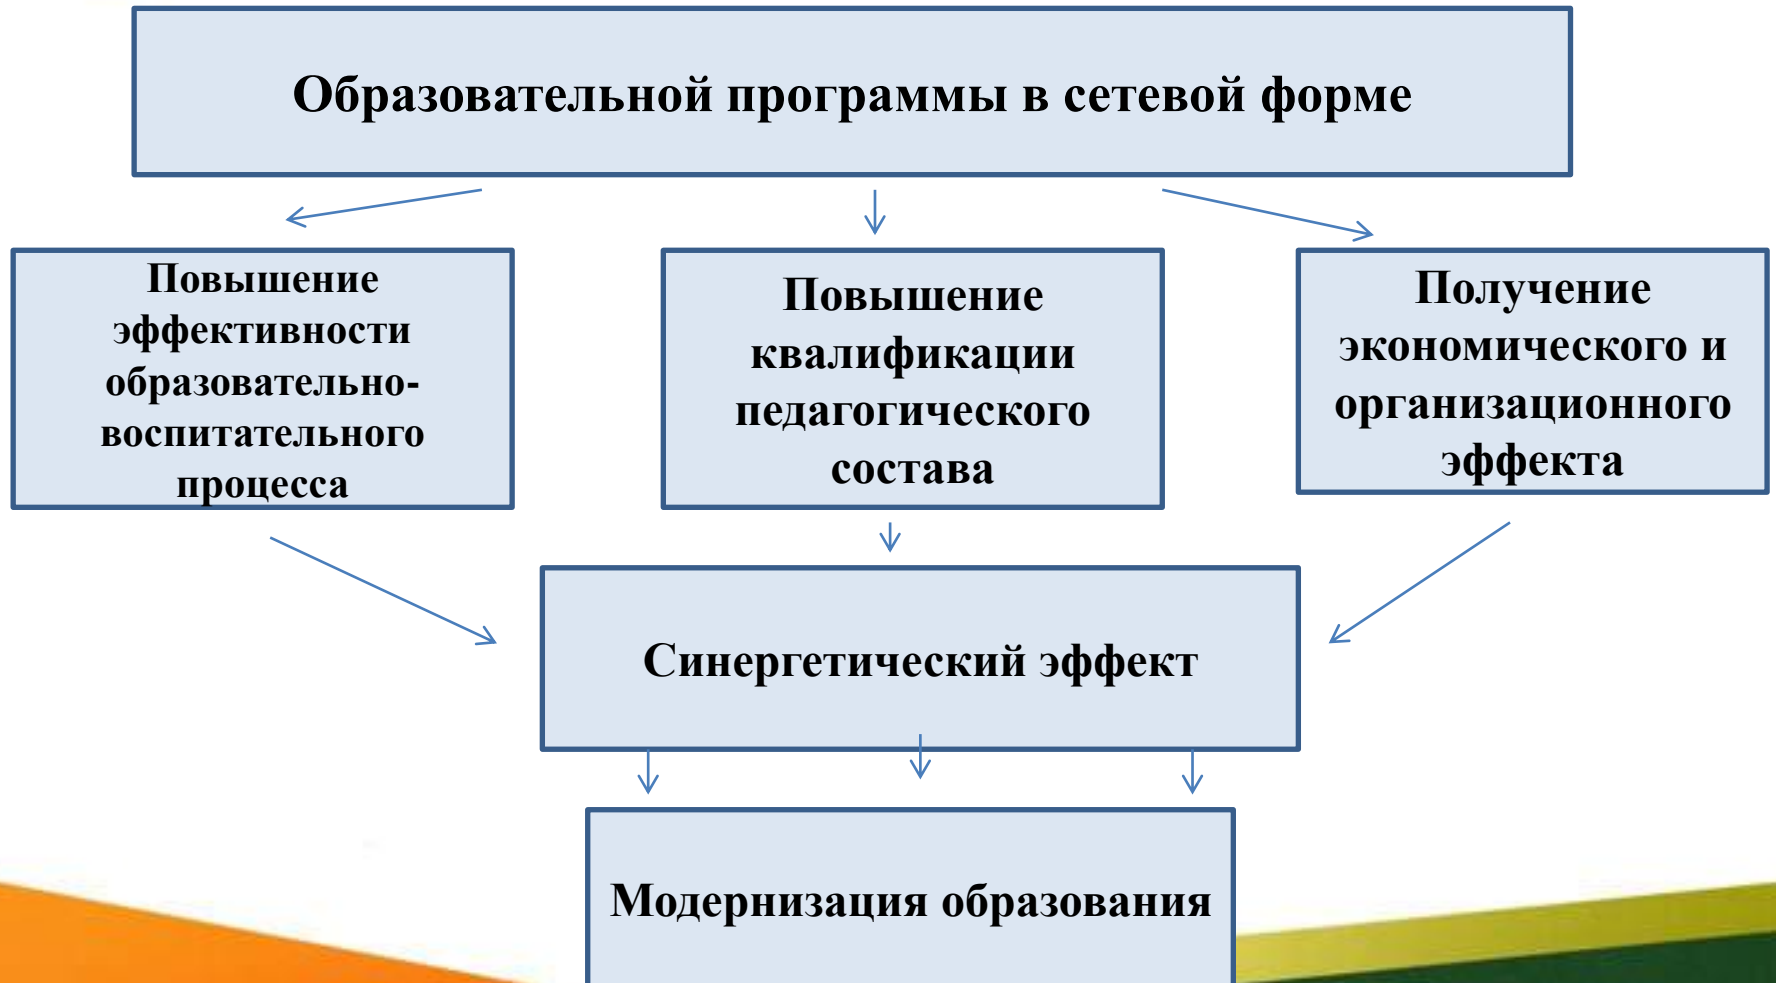 Образовательной программы в сетевой форме
Повышение
эффективности
образовательно-
воспитательного
процесса
Повышение
квалификации
педагогического
состава
Получение
экономического и
организационного
эффекта
Синергетический эффект
Модернизация образования